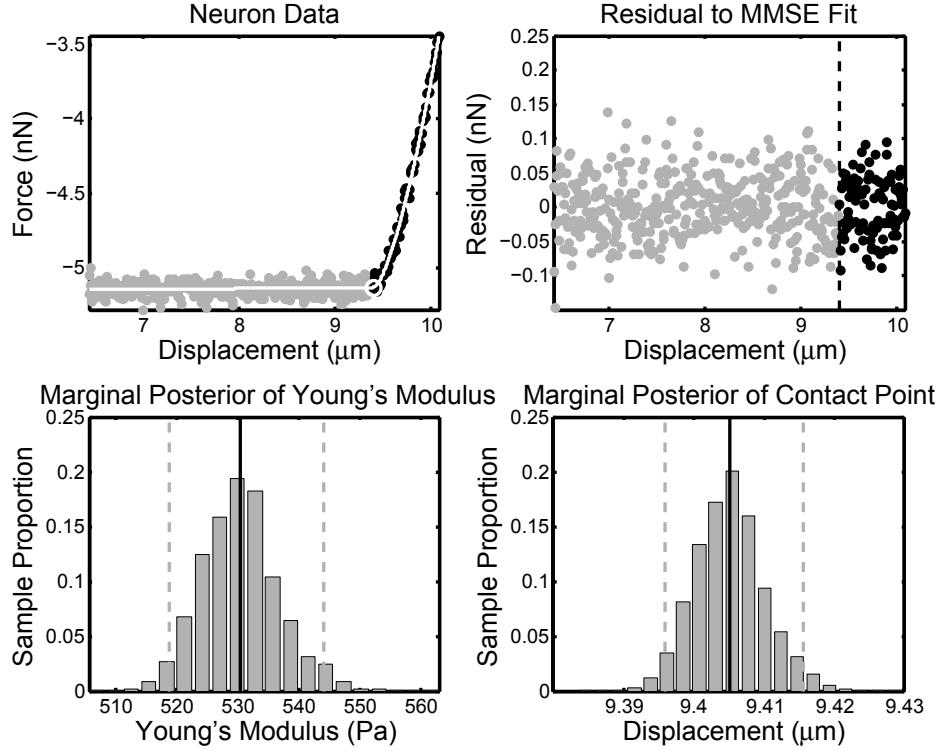 Neuron Data
Force (nN)
−3.5
−4
−4.5
−5
7 8 9 10
Displacement (μm)
Residual to MMSE Fit
Residual (nN)
0.25
0.2
0.15
0.1
0.05
0
−0.05
−0.1
7 8 9 10
Displacement (μm)
Marginal Posterior of Young's Modulus
Sample Proportion
0.25
0.2
0.15
0.1
0.05
0
510 520 530 540 550 560
Young's Modulus (Pa)
Marginal Posterior of Contact Point
Sample Proportion
0.25
0.2
0.15
0.1
0.05
0
9.39 9.4 9.41 9.42 9.43
Displacement (μm)